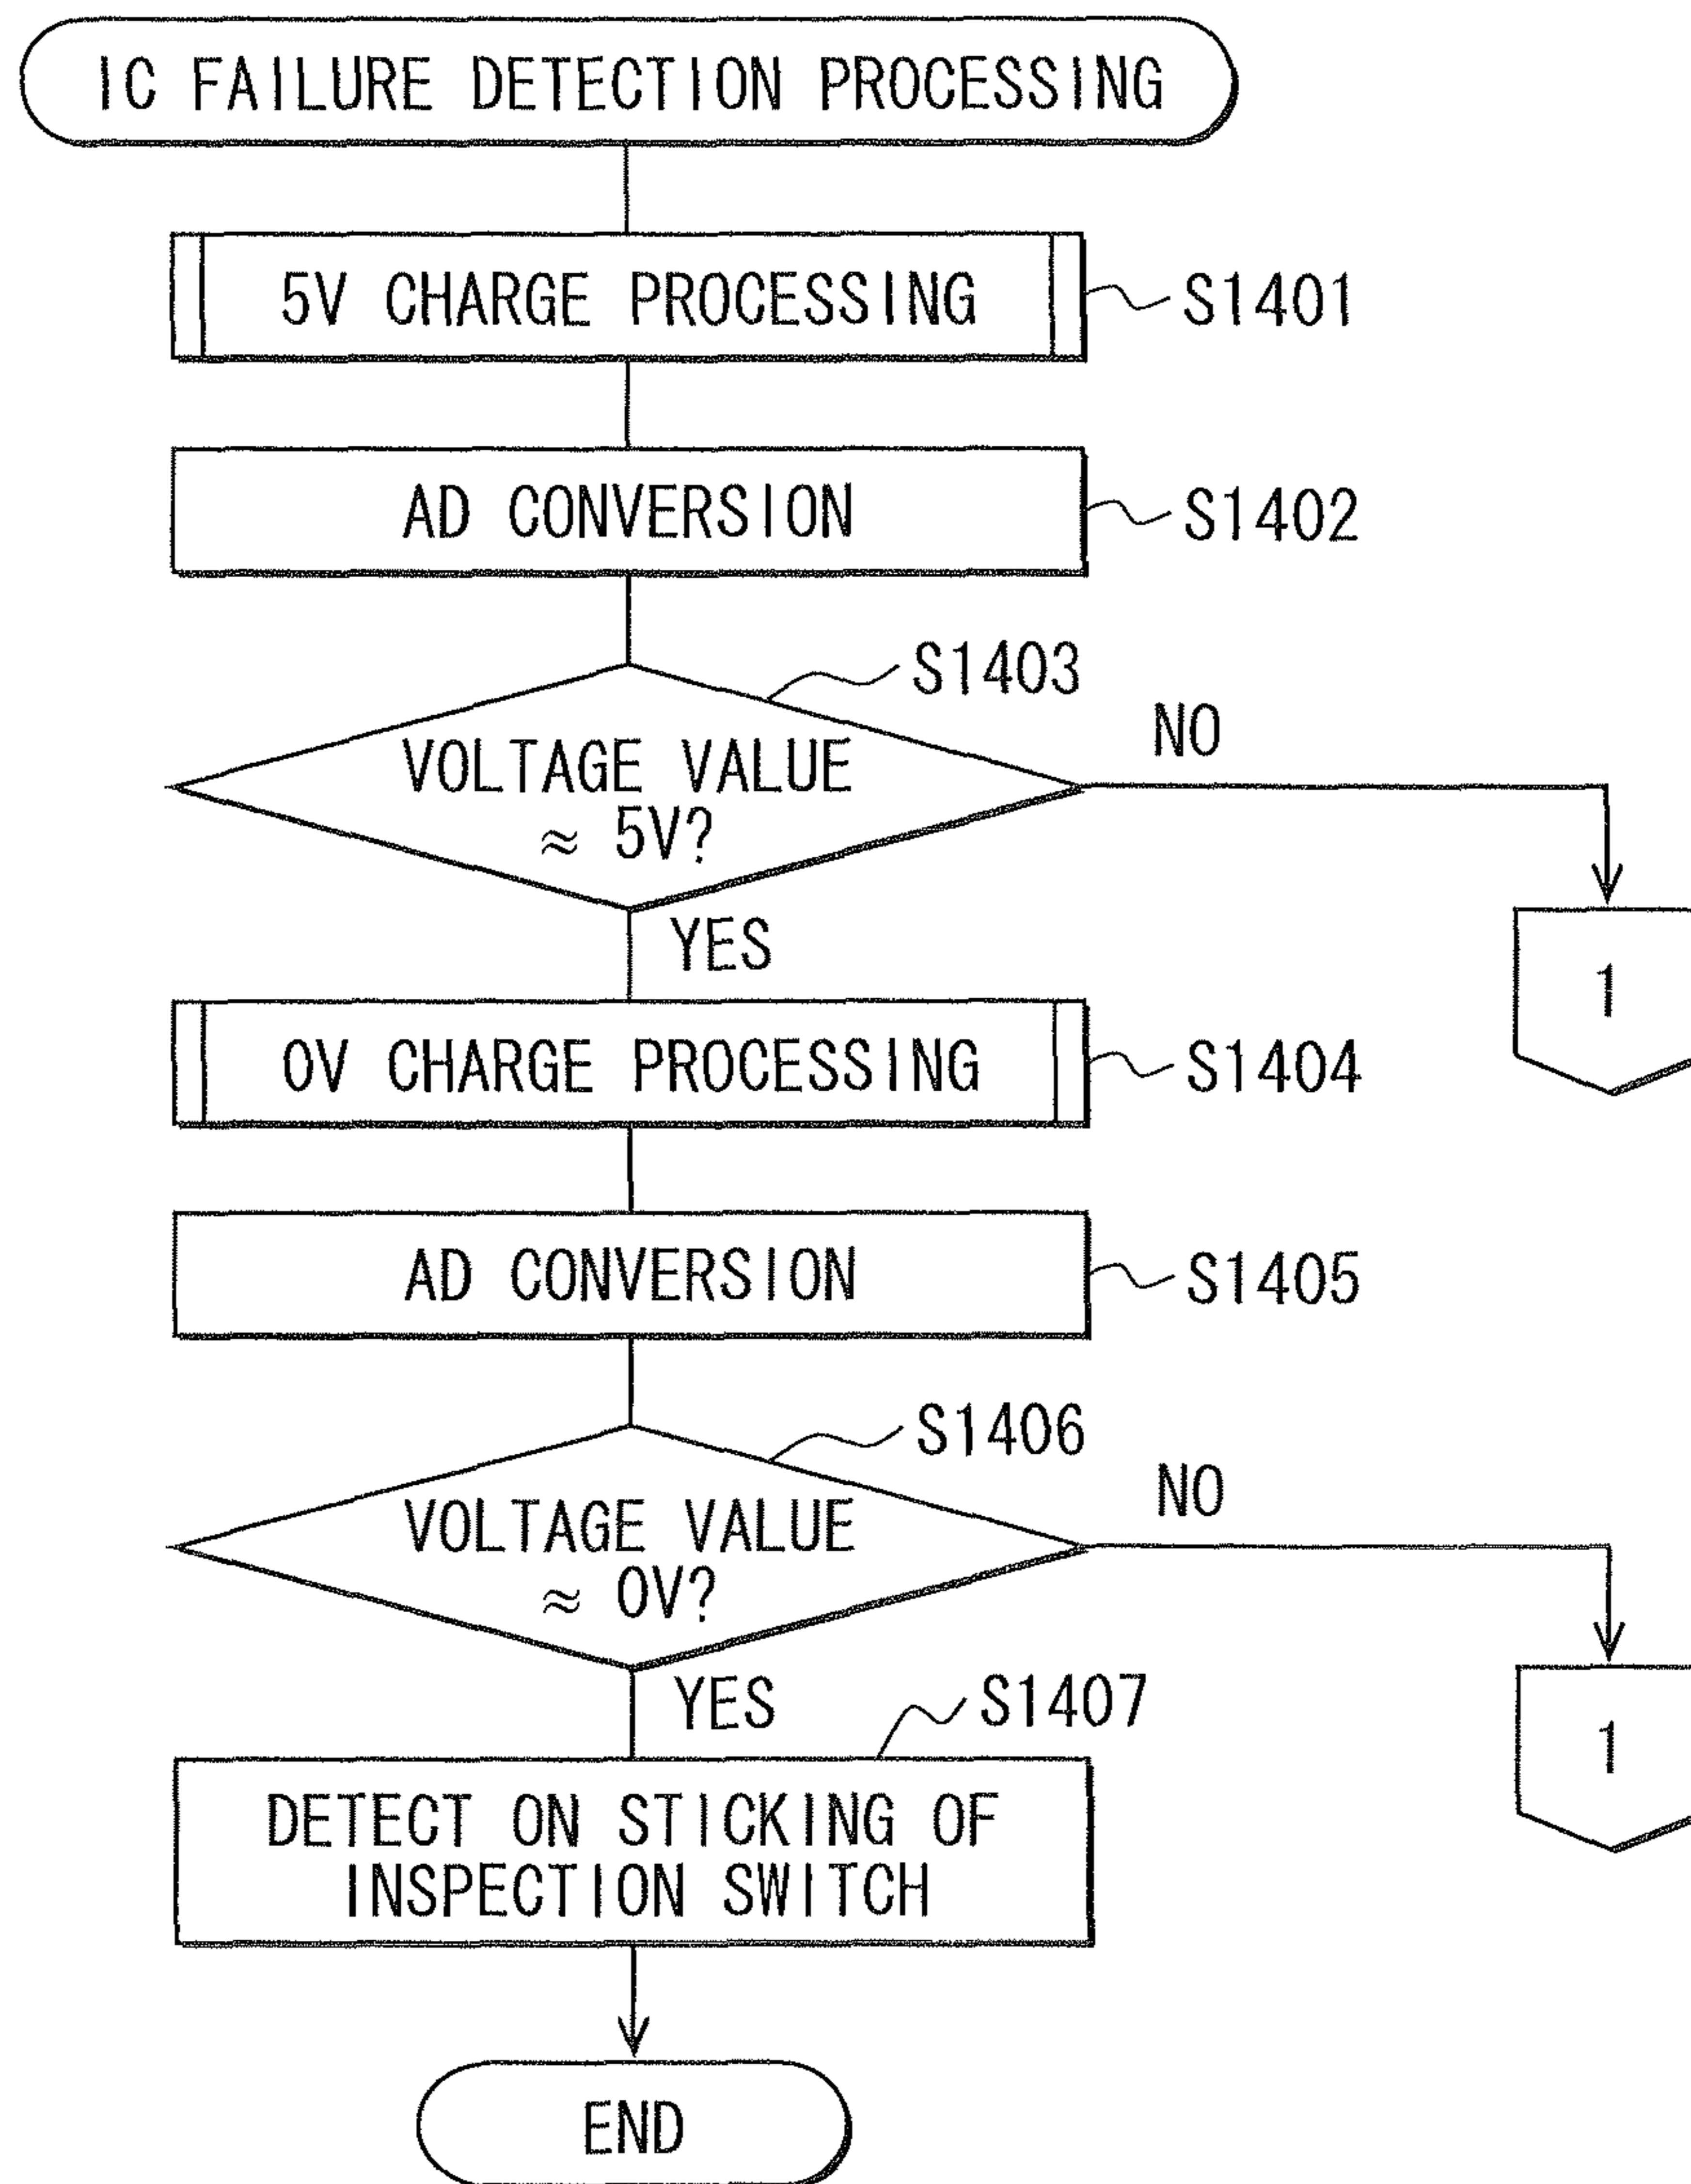 IC FAILURE DETECTION PROCESSING
5V CHARGE PROCESSING
S1401
AD CONVERSION
S1402
S1403
VOLTAGE VALUE
≈ 5V?
NO
1
YES
0V CHARGE PROCESSING
S1404
AD CONVERSION
S1405
S1406
VOLTAGE VALUE
≈ 0V?
NO
1
YES
S1407
DETECT ON STICKING OF
INSPECTION SWITCH
END